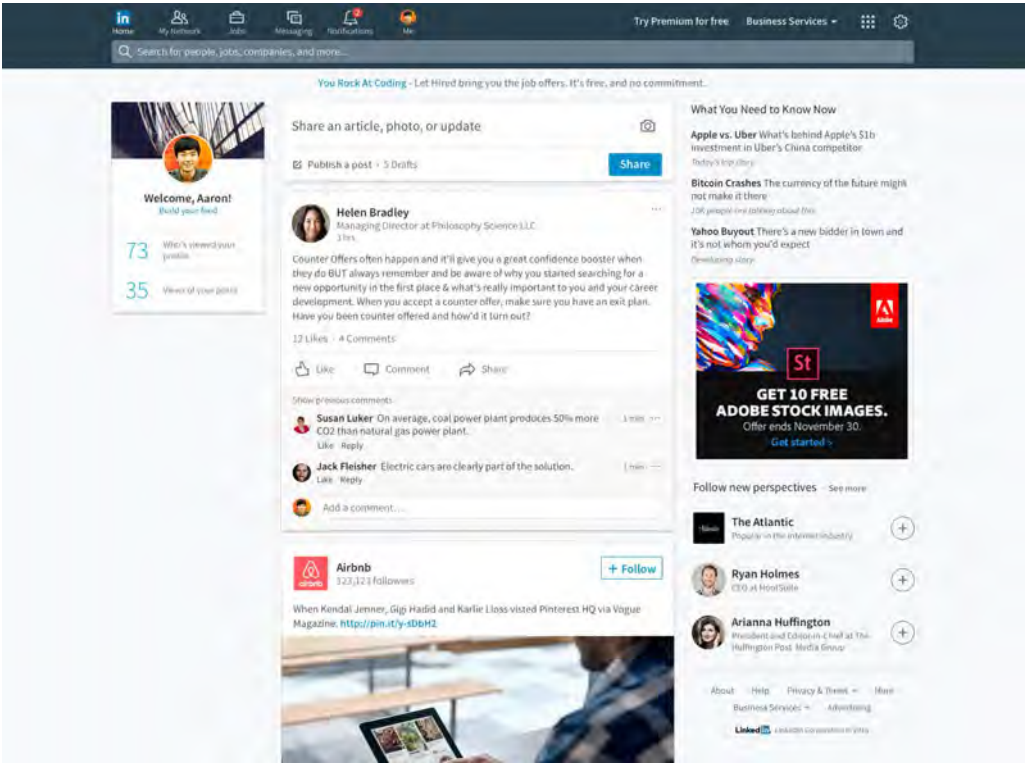 in
2
Home
My Network
Jobs
Messaging
Notifications
Me
Try Premium for free
Business Services
Search for people, jobs, companies, and more...
You Rock At Coding - Let Hired bring you the job offers. It's free, and no commitment.
Welcome, Aaron!
Build your feed
73 Who's viewed your
profile
35 Views of your posts
Share an article, photo, or update
Publish a post · 5 Drafts
Share
Helen Bradley
Managing Director at Philosophy Science LLC
3 hrs
Counter Offers often happen and it'll give you a great confidence booster when
they do BUT always remember and be aware of why you started searching for a
new opportunity in the first place & what's really important to you and your career
development. When you accept a counter offer, make sure you have an exit plan.
Have you been counter offered and how'd it turn out?
12 Likes · 4 Comments
Like
Comment
Share
Show previous comments
Susan Luker On average, coal power plant produces 50% more
1 min
CO2 than natural gas power plant.
Like Reply
Jack Fleisher Electric cars are clearly part of the solution.
1 min
Like Reply
Add a comment...
airbnb
Airbnb
323,123 followers
+ Follow
When Kendal Jenner, Gigi Hadid and Karlie Lloss visted Pinterest HQ via Vogue
Magazine. http://pin.it/y-sDbH2
What You Need to Know Now
Apple vs. Uber What's behind Apple's $1b
investment in Uber's China competitor
Today's top story
Bitcoin Crashes The currency of the future might
not make it there
20K people are talking about this
Yahoo Buyout There's a new bidder in town and
it's not whom you'd expect
Developing story
Adobe
St
GET 10 FREE
ADOBE STOCK IMAGES.
Offer ends November 30.
Get started >
Follow new perspectives · See more
The Atlantic
Popular in the internet industry
Ryan Holmes
CEO at HootSuite
Arianna Huffington
President and Editor-in-Chief at The
Huffington Post Media Group
About
Help
Privacy & Terms
More
Business Services
Advertising
Linked in LinkedIn Corporation ©